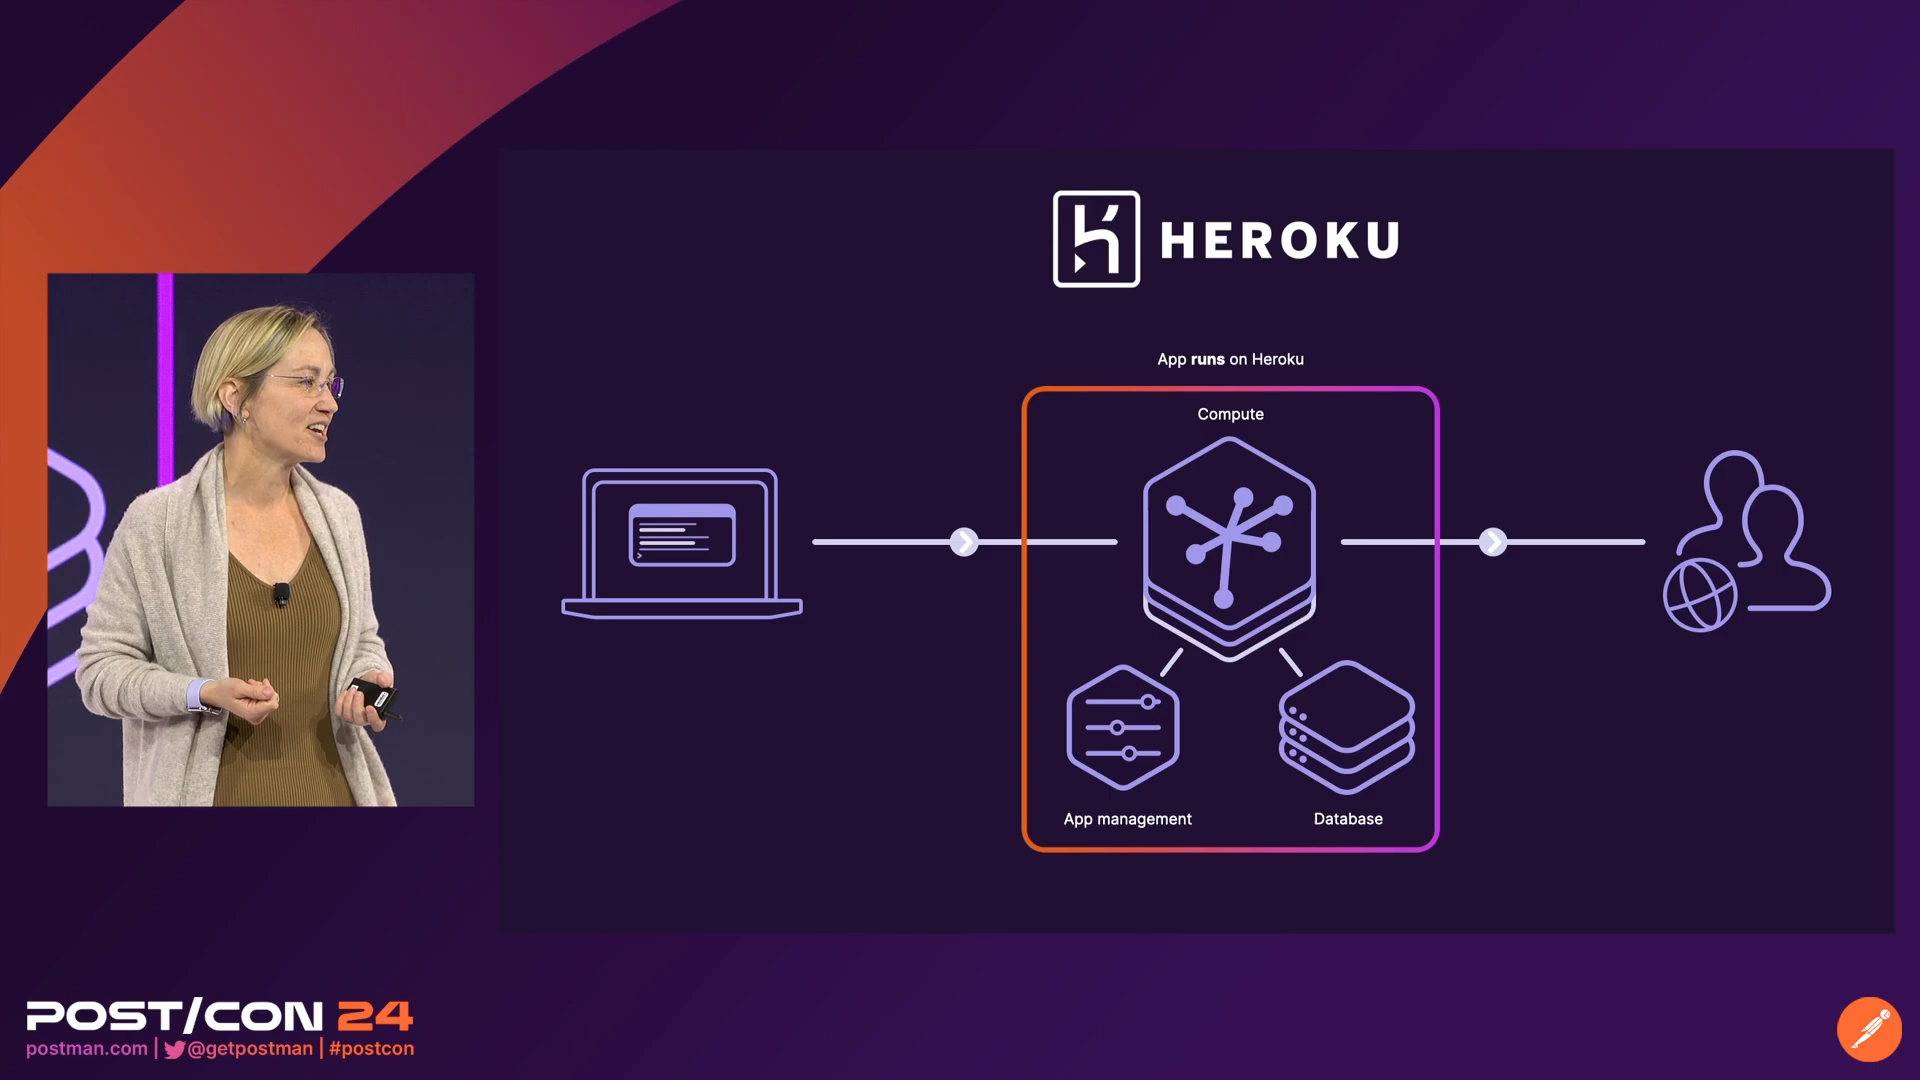 HEROKU
App runs on Heroku
Compute
App management
Database
POST/CON 24
postman.com | @getpostman | #postcon